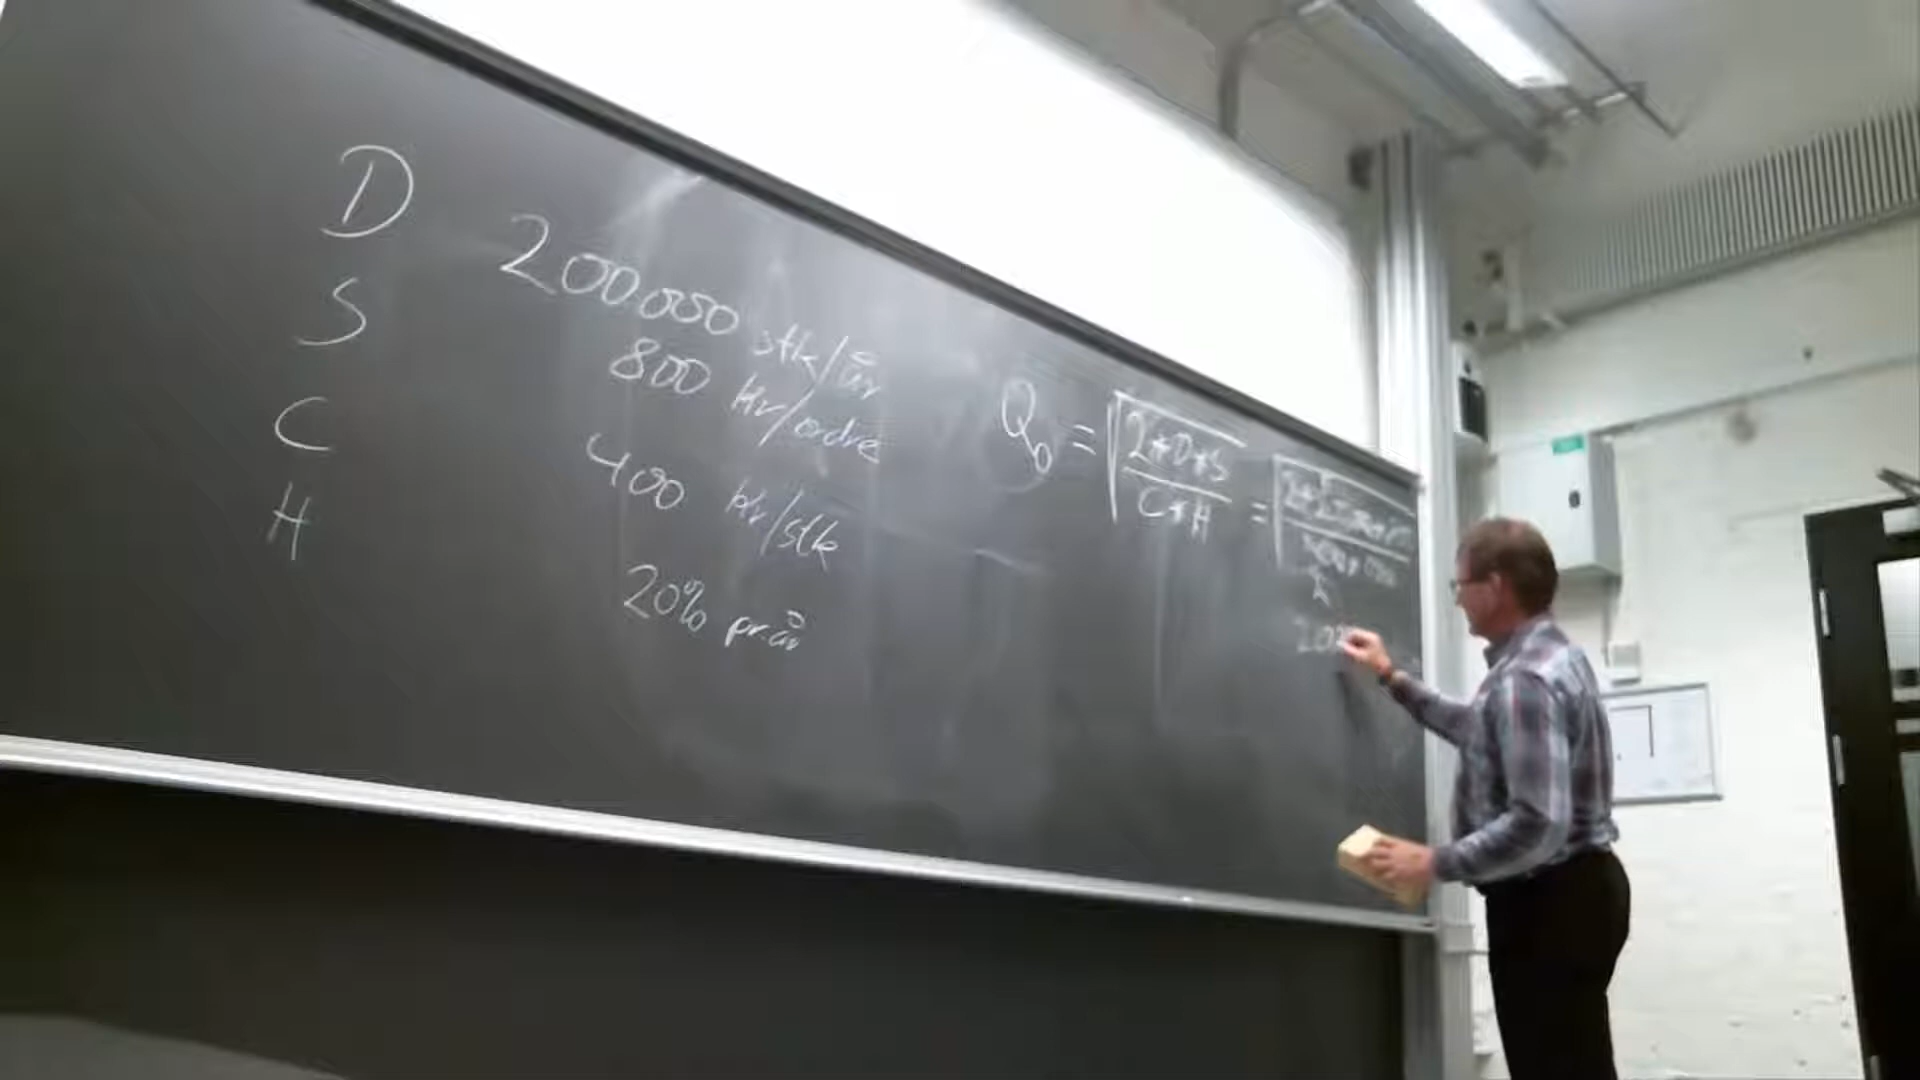 D 200.000 stk/år
S 800 kr/ordre
C 400 kr/stk
H 20% pr. år
Q₀ = √(2*D*S / C*H) =